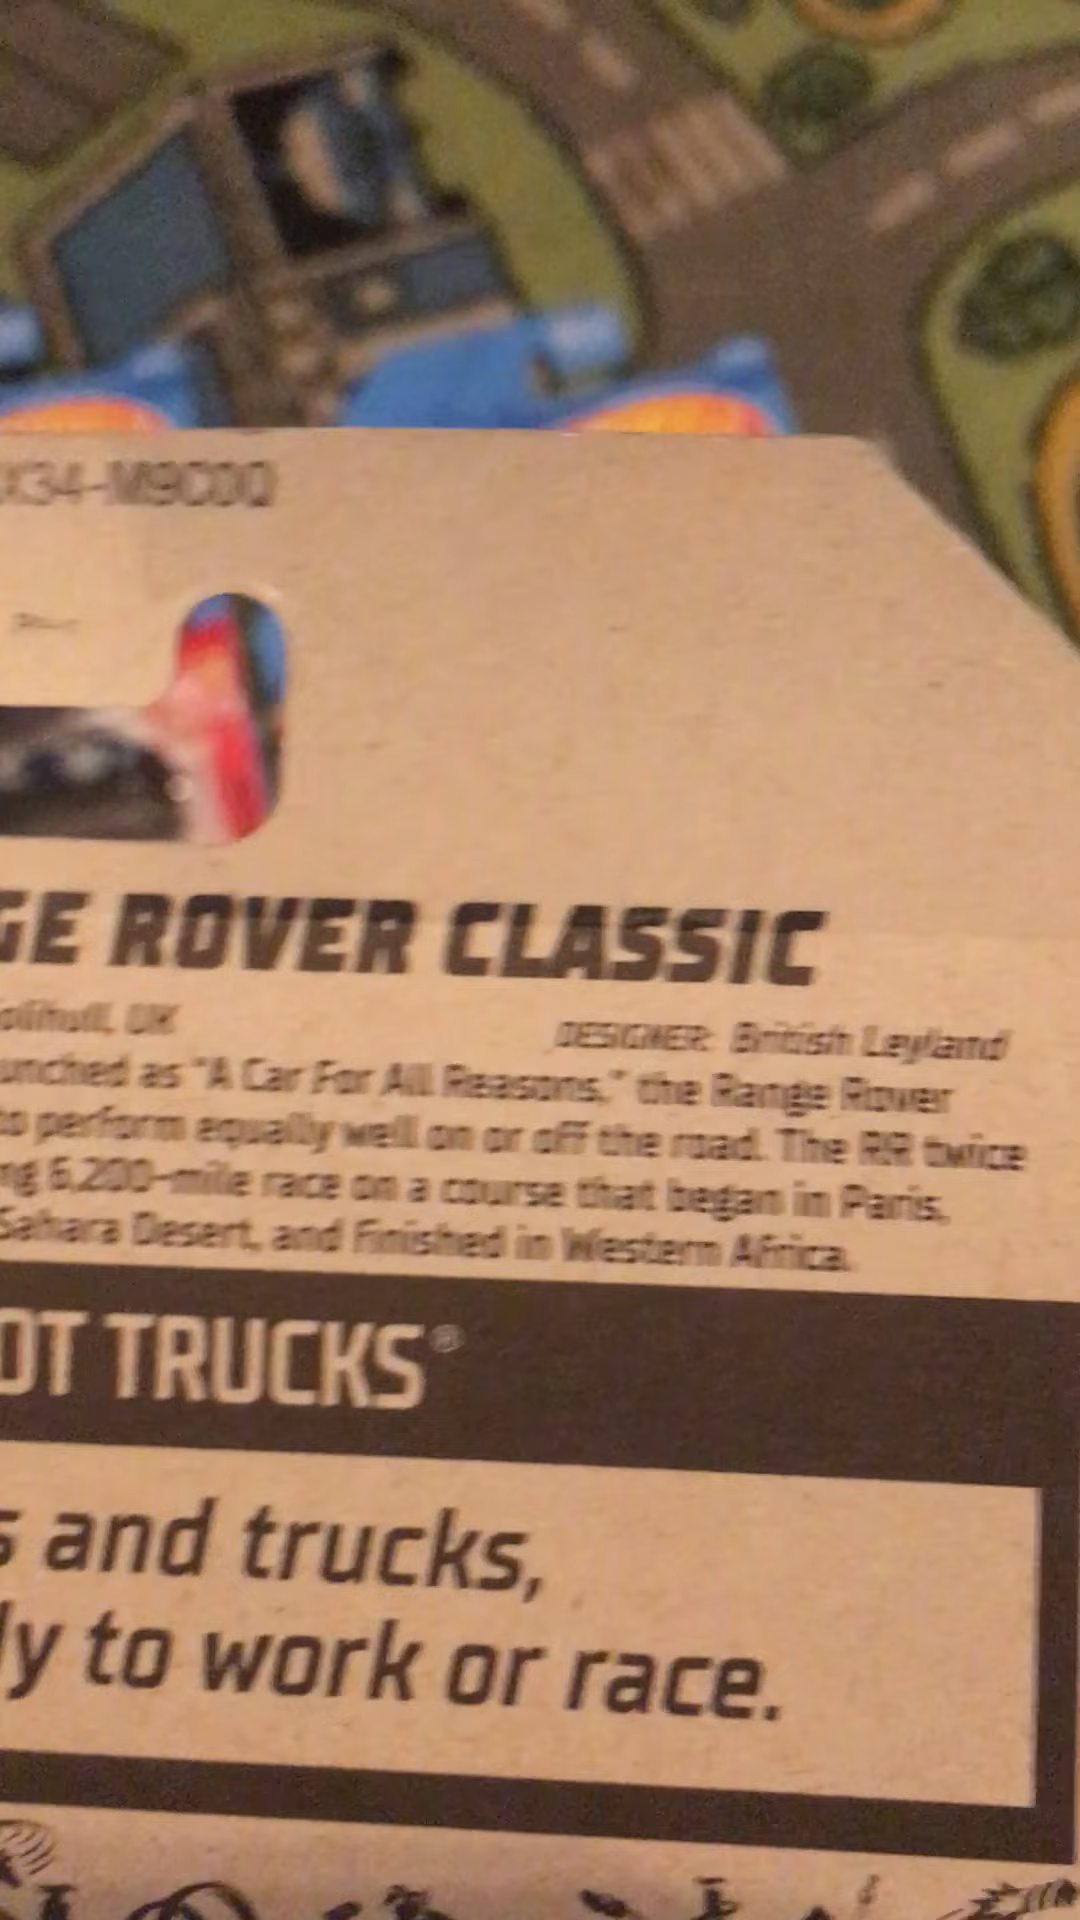 X34-M9C0Q
GE ROVER CLASSIC
olihull, UK
DESIGNER: British Leyland
unched as "A Car For All Reasons," the Range Rover
o perform equally well on or off the road. The RR twice
ng 6,200-mile race on a course that began in Paris,
Sahara Desert, and finished in Western Africa.
OT TRUCKS®
s and trucks,
ly to work or race.